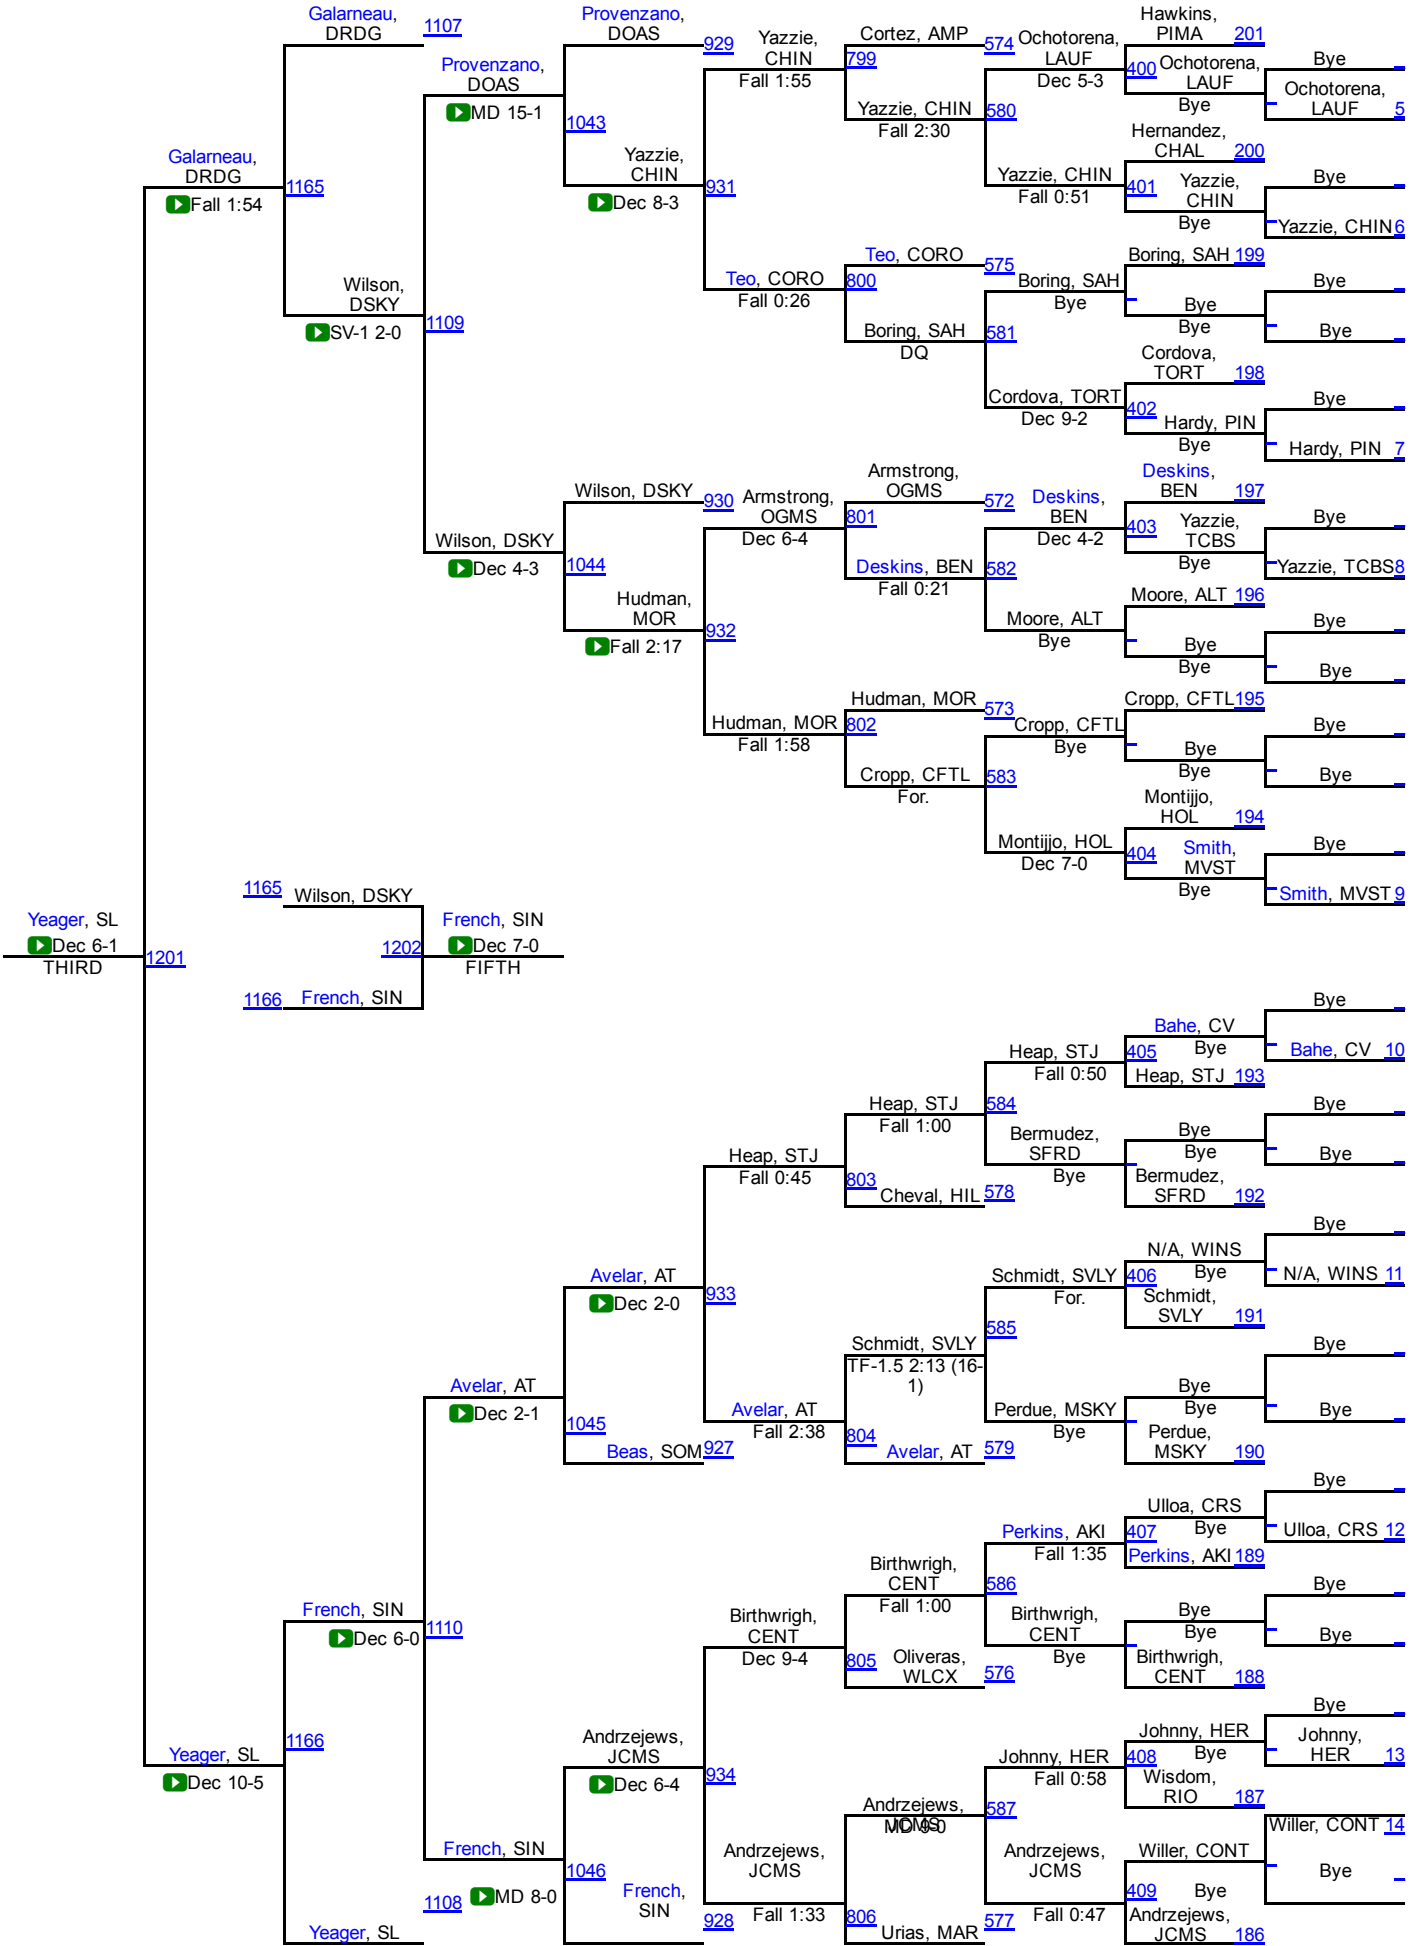 Galarneau,
DRDG
1107
Provenzano,
DOAS
929
Yazzie,
CHIN
Fall 1:55
Cortez, AMP
574
799
Ochotorena,
LAUF
Dec 5-3
Hawkins,
PIMA
201
400
Ochotorena,
LAUF
Bye
Bye
Ochotorena,
LAUF
5
Provenzano,
DOAS
MD 15-1
1043
Yazzie, CHIN
Fall 2:30
580
Hernandez,
CHAL
200
Galarneau,
DRDG
Fall 1:54
1165
Yazzie,
CHIN
Dec 8-3
931
Yazzie, CHIN
Fall 0:51
401
Yazzie,
CHIN
Bye
Bye
Yazzie, CHIN
6
Teo, CORO
Fall 0:26
Teo, CORO
575
800
Boring, SAH
Bye
Boring, SAH
199
Bye
Bye
Bye
Bye
Wilson,
DSKY
SV-1 2-0
1109
Boring, SAH
DQ
581
Cordova,
TORT
198
Cordova, TORT
Dec 9-2
402
Hardy, PIN
Bye
Bye
Hardy, PIN
7
Wilson, DSKY
Dec 4-3
Wilson, DSKY
930
Armstrong,
OGMS
Dec 6-4
Armstrong,
OGMS
572
801
Deskins,
BEN
Dec 4-2
Deskins,
BEN
197
403
Yazzie,
TCBS
Bye
Bye
Yazzie, TCBS
8
1044
Deskins, BEN
Fall 0:21
582
Hudman,
MOR
Fall 2:17
932
Moore, ALT
Bye
Moore, ALT
196
Bye
Bye
Bye
Bye
Hudman, MOR
Fall 1:58
Hudman, MOR
573
802
Cropp, CFTL
Bye
Cropp, CFTL
195
Bye
Bye
Bye
Bye
Cropp, CFTL
For.
583
Montijjo,
HOL
194
Montijjo, HOL
Dec 7-0
404
Smith,
MVST
Bye
Bye
Smith, MVST
9
Yeager, SL
Dec 6-1
THIRD
1201
1165
Wilson, DSKY
1202
French, SIN
Dec 7-0
FIFTH
1166
French, SIN
Heap, STJ
Fall 0:50
Bahe, CV
405
Bye
Heap, STJ
193
Bye
Bahe, CV
10
Heap, STJ
Fall 1:00
584
Heap, STJ
Fall 0:45
Bermudez,
SFRD
Bye
Bye
Bye
Bermudez,
SFRD
192
Bye
Bye
803
Cheval, HIL
578
Avelar, AT
Dec 2-0
933
Schmidt, SVLY
For.
N/A, WINS
406
Bye
Schmidt,
SVLY
191
Bye
N/A, WINS
11
Schmidt, SVLY
TF-1.5 2:13 (16-
1)
585
Avelar, AT
Dec 2-1
1045
Beas, SOM
927
Avelar, AT
Fall 2:38
804
Avelar, AT
579
Perdue, MSKY
Bye
Bye
Bye
Perdue,
MSKY
190
Bye
Bye
Perkins, AKI
Fall 1:35
Ulloa, CRS
407
Bye
Perkins, AKI
189
Bye
Ulloa, CRS
12
French, SIN
Dec 6-0
1110
Birthwrigh,
CENT
Dec 9-4
Birthwrigh,
CENT
Fall 1:00
586
Birthwrigh,
CENT
Bye
Bye
Bye
Birthwrigh,
CENT
188
Bye
Bye
805
Oliveras,
WLCX
576
Yeager, SL
Dec 10-5
1166
Andrzejews,
JCMS
Dec 6-4
934
Johnny, HER
Fall 0:58
Johnny, HER
408
Bye
Wisdom,
RIO
187
Bye
Johnny,
HER
13
Andrzejews,
JCMS
MD 9-0
587
Willer, CONT
14
French, SIN
MD 8-0
1046
Andrzejews,
JCMS
Fall 1:33
Andrzejews,
JCMS
Fall 0:47
Willer, CONT
409
Bye
Andrzejews,
JCMS
186
Bye
1108
Yeager, SL
French,
SIN
928
806
Urias, MAR
577